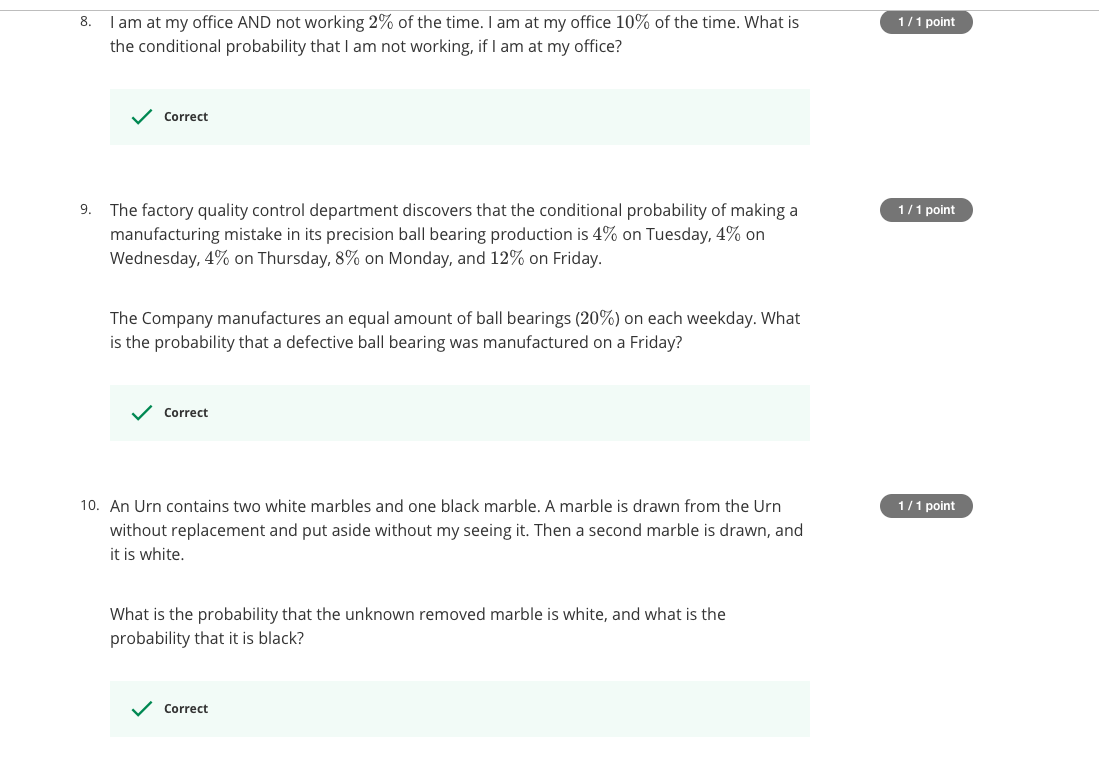 8. I am at my office AND not working 2% of the time. I am at my office 10% of the time. What is
1 / 1 point
the conditional probability that I am not working, if I am at my office?
Correct
9. The factory quality control department discovers that the conditional probability of making a
1 / 1 point
manufacturing mistake in its precision ball bearing production is 4% on Tuesday, 4% on
Wednesday, 4% on Thursday, 8% on Monday, and 12% on Friday.
The Company manufactures an equal amount of ball bearings (20%) on each weekday. What
is the probability that a defective ball bearing was manufactured on a Friday?
Correct
10. An Urn contains two white marbles and one black marble. A marble is drawn from the Urn
1 / 1 point
without replacement and put aside without my seeing it. Then a second marble is drawn, and
it is white.
What is the probability that the unknown removed marble is white, and what is the
probability that it is black?
Correct